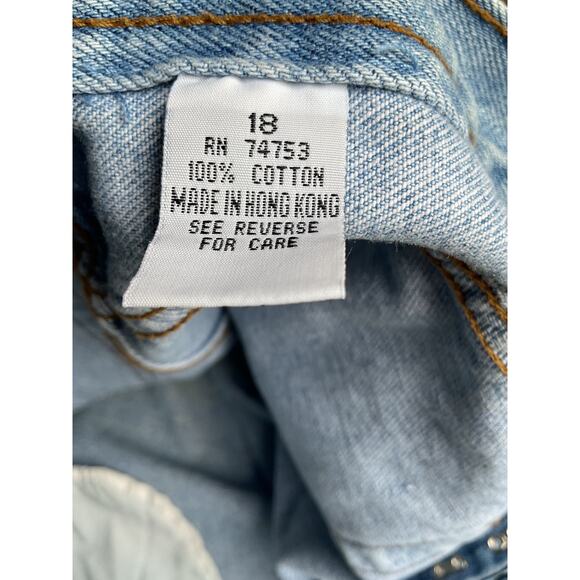 18
RN 74753
100% COTTON
MADE IN HONG KONG
SEE REVERSE
FOR CARE